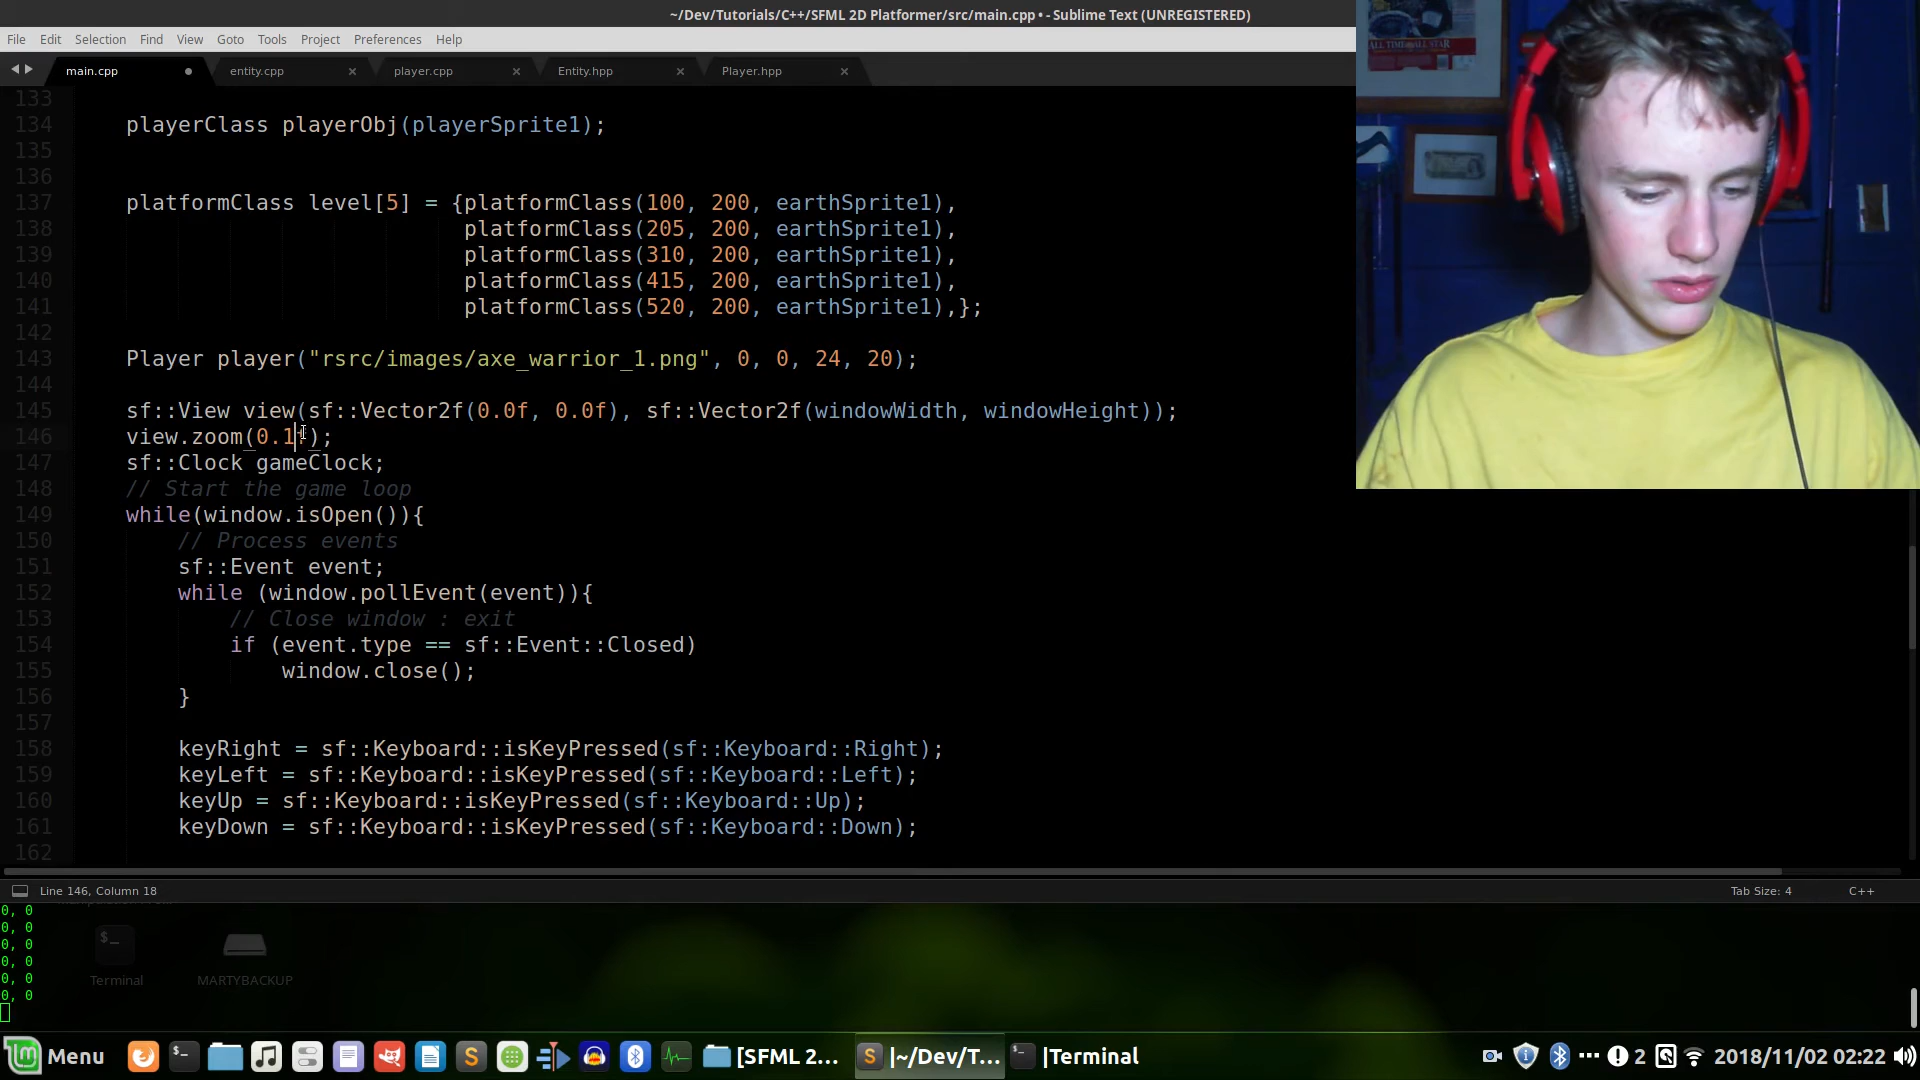 ~/Dev/Tutorials/C++/SFML 2D Platformer/src/main.cpp • - Sublime Text (UNREGISTERED)
File Edit Selection Find View Goto Tools Project Preferences Help
main.cpp entity.cpp player.cpp Entity.hpp Player.hpp
ALL TIME ALL STAR
133
134 playerClass playerObj(playerSprite1);
135
136
137 platformClass level[5] = {platformClass(100, 200, earthSprite1),
138 platformClass(205, 200, earthSprite1),
139 platformClass(310, 200, earthSprite1),
140 platformClass(415, 200, earthSprite1),
141 platformClass(520, 200, earthSprite1),};
142
143 Player player("rsrc/images/axe_warrior_1.png", 0, 0, 24, 20);
144
145 sf::View view(sf::Vector2f(0.0f, 0.0f), sf::Vector2f(windowWidth, windowHeight));
146 view.zoom(0.1f);
147 sf::Clock gameClock;
148 // Start the game loop
149 while(window.isOpen()){
150 // Process events
151 sf::Event event;
152 while (window.pollEvent(event)){
153 // Close window : exit
154 if (event.type == sf::Event::Closed)
155 window.close();
156 }
157
158 keyRight = sf::Keyboard::isKeyPressed(sf::Keyboard::Right);
159 keyLeft = sf::Keyboard::isKeyPressed(sf::Keyboard::Left);
160 keyUp = sf::Keyboard::isKeyPressed(sf::Keyboard::Up);
161 keyDown = sf::Keyboard::isKeyPressed(sf::Keyboard::Down);
162
Line 146, Column 18 Tab Size: 4 C++
0, 0
0, 0
0, 0
0, 0
0, 0
0, 0
Terminal MARTYBACKUP
Menu [SFML 2... |~/Dev/T... |Terminal 2 2018/11/02 02:22